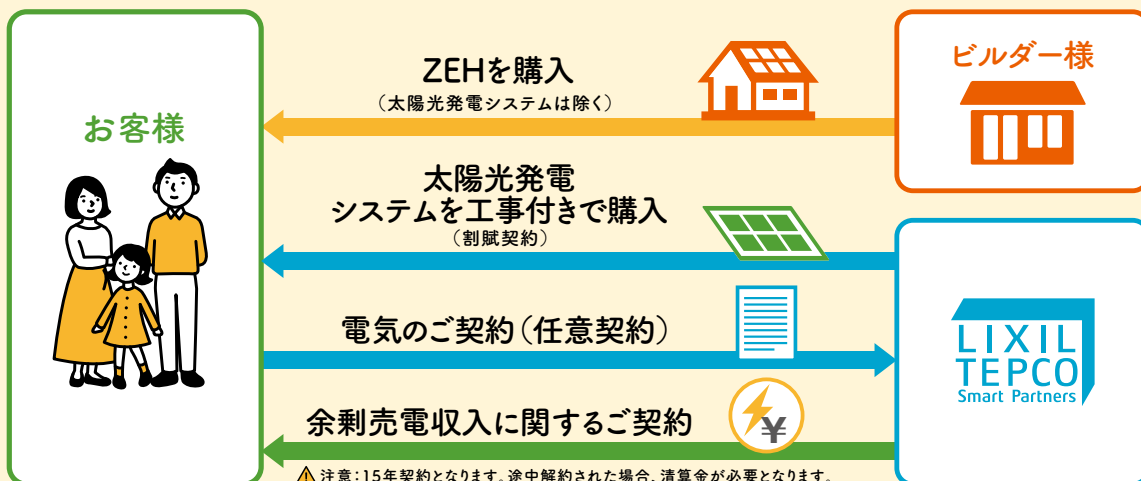 お客様
ZEHを購入
（太陽光発電システムは除く）
ビルダー様
太陽光発電
システムを工事付きで購入
（割賦契約）
電気のご契約（任意契約）
LIXIL
TEPCO
Smart Partners
余剰売電収入に関するご契約
¥
注意：15年契約となります。途中解約された場合、清算金が必要となります。